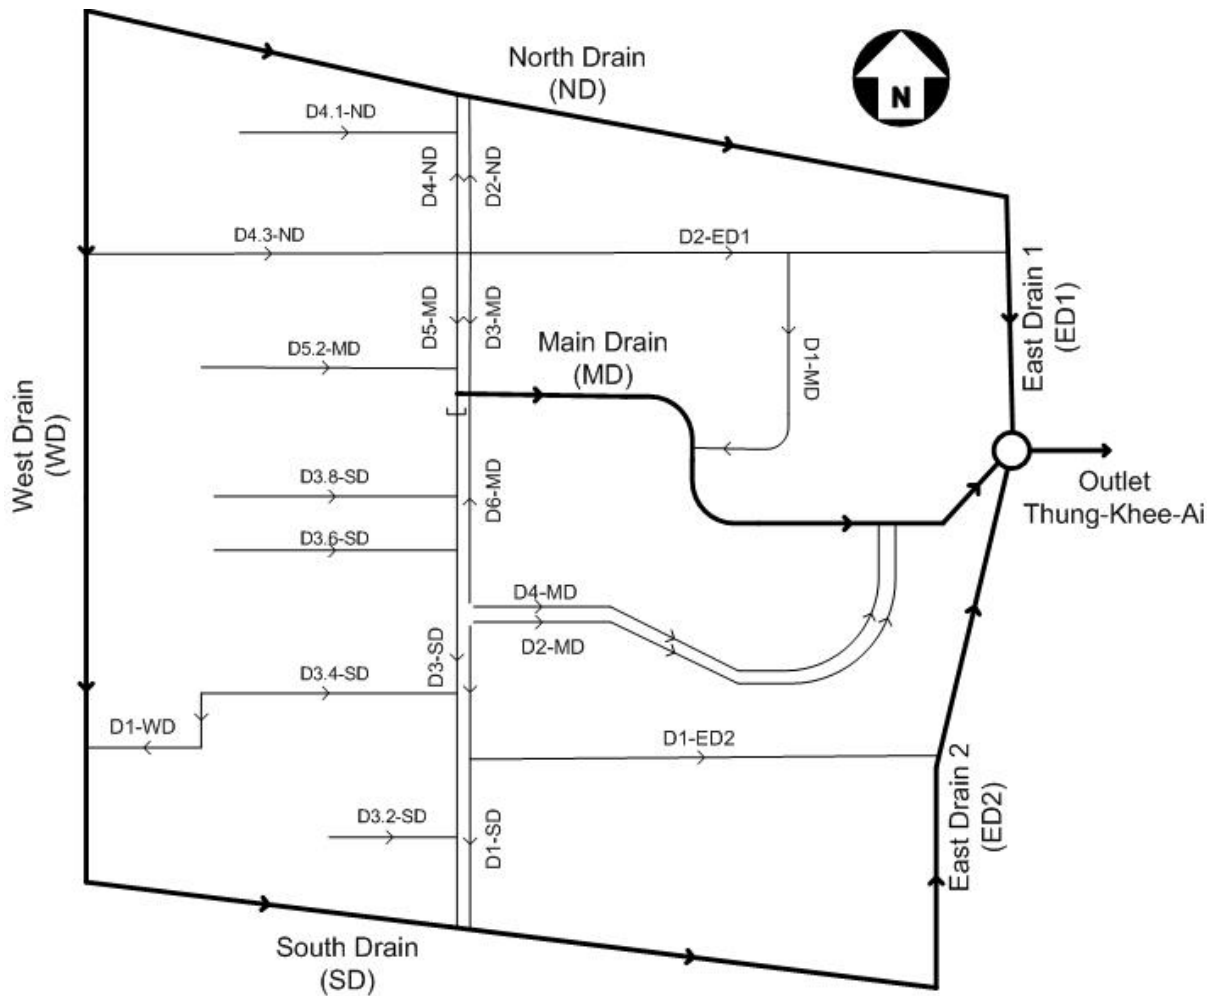 North Drain
(ND)
N
D4.1-ND
D4-ND
D2-ND
D4.3-ND
D2-ED1
East Drain 1
(ED1)
D5-MD
D3-MD
D5.2-MD
Main Drain
(MD)
D1-MD
West Drain
(WD)
D3.8-SD
D6-MD
Outlet
Thung-Khee-Ai
D3.6-SD
D4-MD
D2-MD
D3-SD
D3.4-SD
D1-WD
D1-ED2
East Drain 2
(ED2)
D3.2-SD
D1-SD
South Drain
(SD)